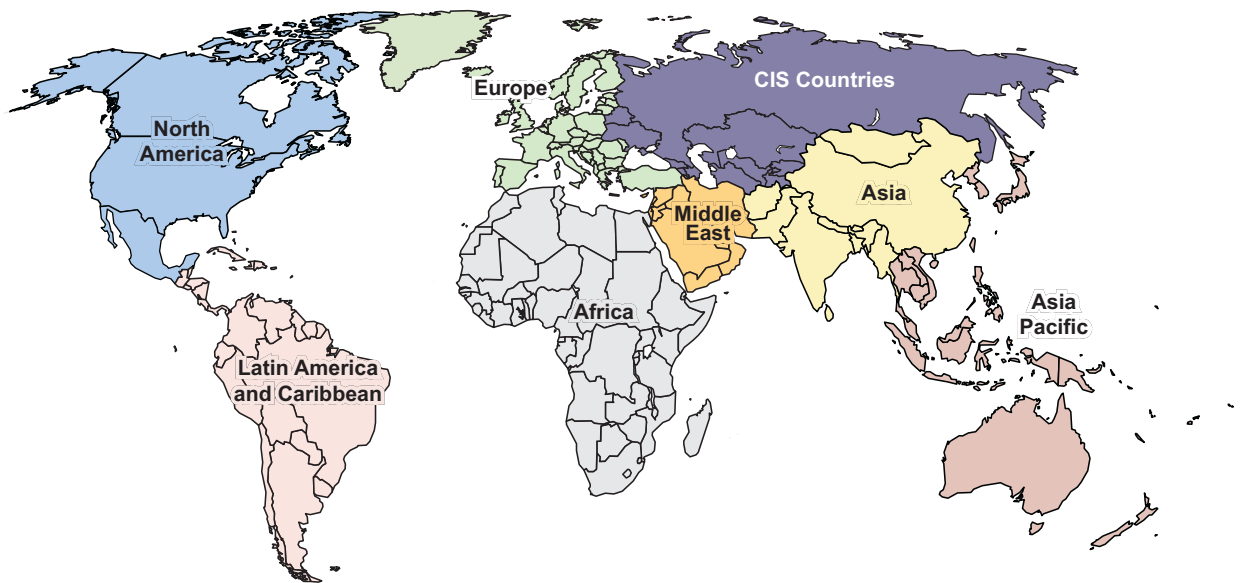 Europe
CIS Countries
North
America
Asia
Middle
East
Africa
Asia
Pacific
Latin America
and Caribbean